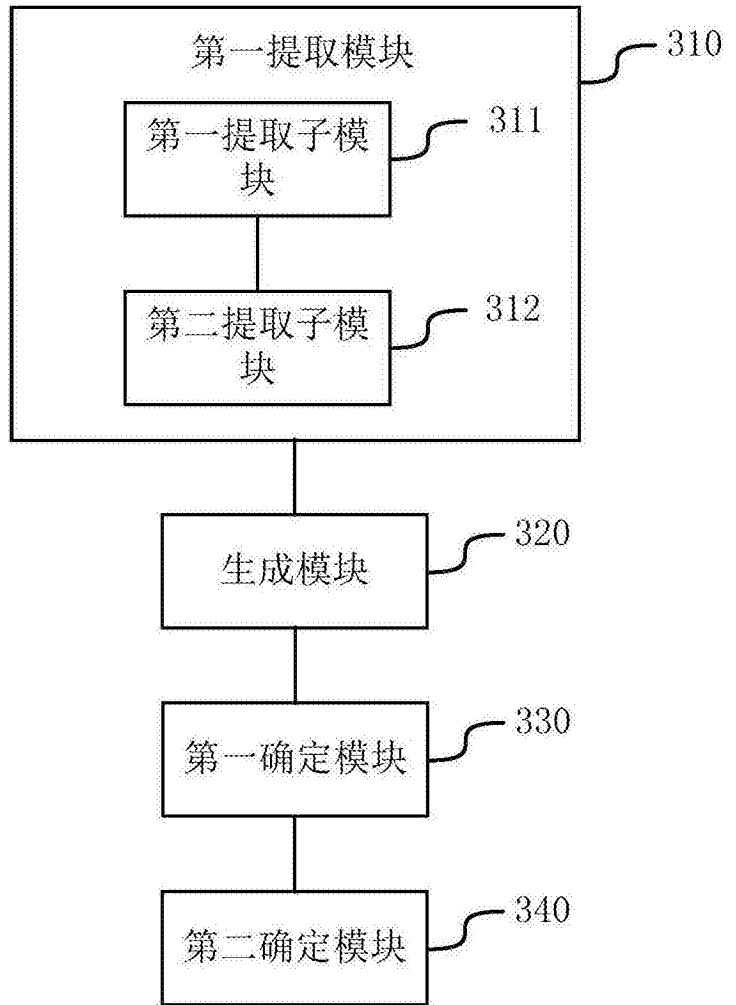 第一提取模块
310
第一提取子模
块
311
第二提取子模
块
312
生成模块
320
第一确定模块
330
第二确定模块
340